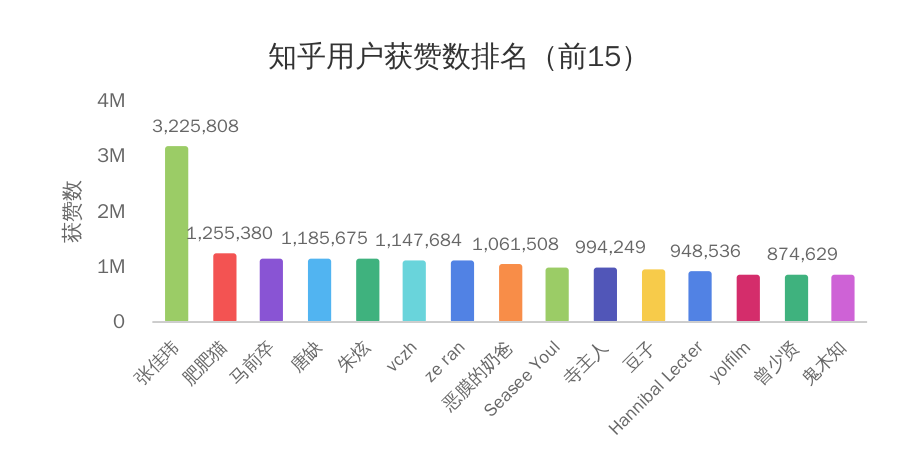 知乎用户获赞数排名（前15）
获赞数
4M
3M
2M
1M
0
3,225,808
1,255,380
1,185,675
1,147,684
1,061,508
994,249
948,536
874,629
张佳玮
肥肥猫
马前卒
唐缺
朱炫
vczh
ze ran
恶膜的奶爸
Seasee Youl
寺主人
豆子
Hannibal Lecter
yolfilm
曾少贤
鬼木知